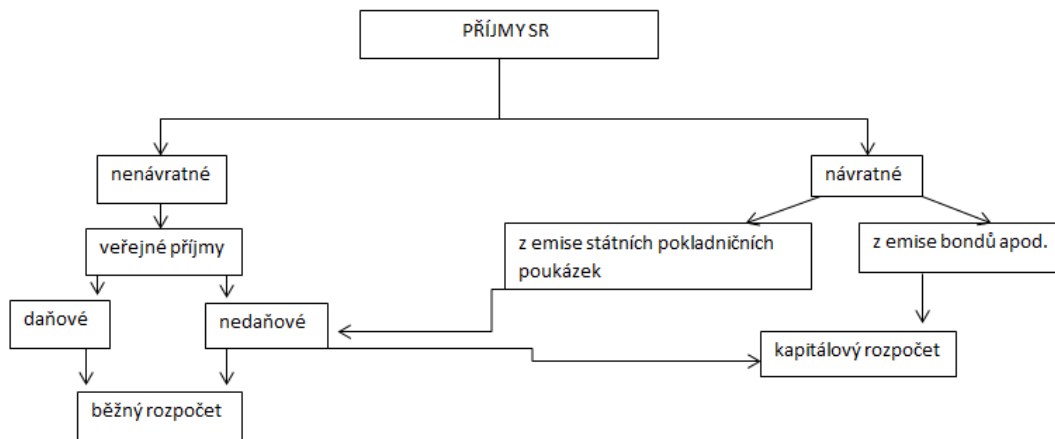 PŘÍJMY SR
nenávratné
návratné
veřejné příjmy
z emise státních pokladničních
poukázek
z emise bondů apod.
daňové
nedaňové
kapitálový rozpočet
běžný rozpočet